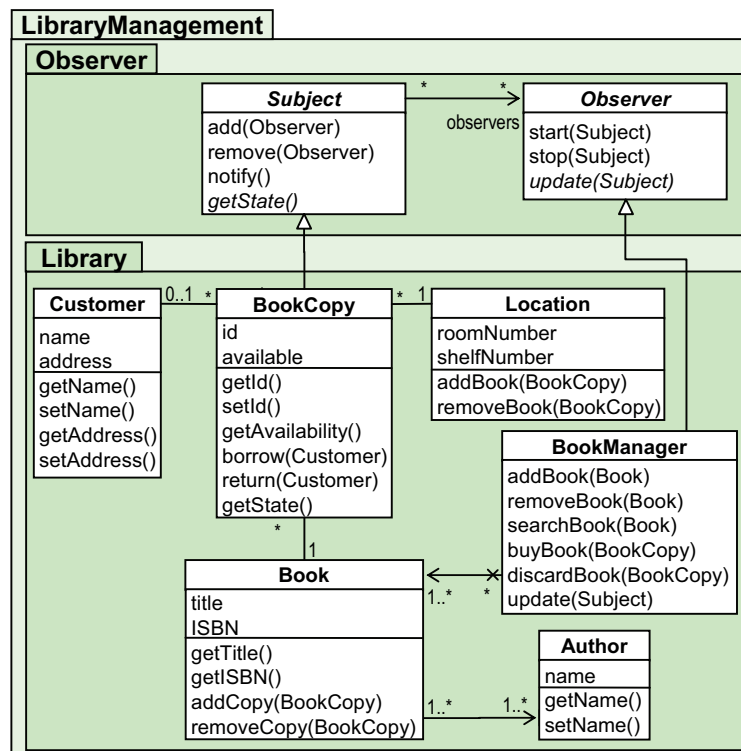 LibraryManagement
Observer
Subject
add(Observer)
remove(Observer)
notify()
getState()
*
*
observers
Observer
start(Subject)
stop(Subject)
update(Subject)
Library
Customer
name
address
getName()
setName()
getAddress()
setAddress()
0..1
*
BookCopy
id
available
getId()
setId()
getAvailability()
borrow(Customer)
return(Customer)
getState()
*
1
Location
roomNumber
shelfNumber
addBook(BookCopy)
removeBook(BookCopy)
BookManager
addBook(Book)
removeBook(Book)
searchBook(Book)
buyBook(BookCopy)
discardBook(BookCopy)
update(Subject)
*
1
Book
title
ISBN
getTitle()
getISBN()
addCopy(BookCopy)
removeCopy(BookCopy)
1..*
*
1..*
1..*
Author
name
getName()
setName()